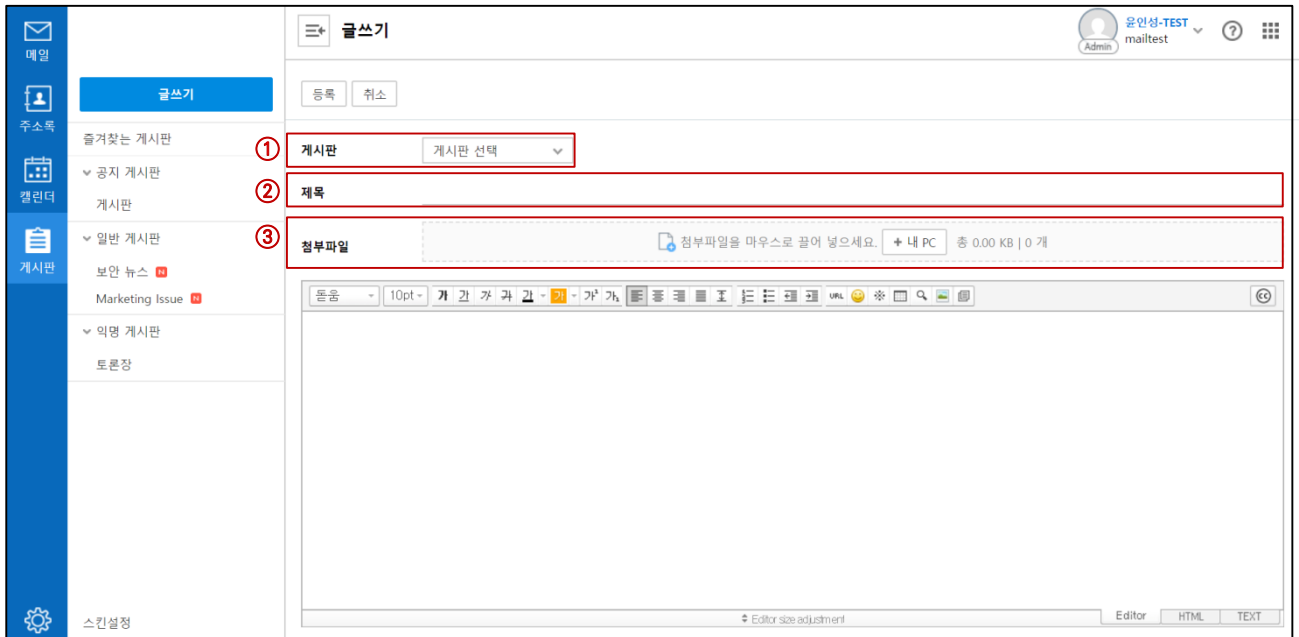 메일
주소록
캘린더
게시판
글쓰기
즐겨찾는 게시판
공지 게시판
게시판
일반 게시판
보안 뉴스 N
Marketing Issue N
익명 게시판
토론장
스킨설정
글쓰기
Admin
윤인성-TEST
mailtest
?
등록 취소
① 게시판 게시판 선택
② 제목
③ 첨부파일 첨부파일을 마우스로 끌어 넣으세요. + 내 PC 총 0.00 KB | 0 개
돋움 10pt 가 가 가 가 가 가 가¹ 가₁ URL cc
Editor size adjustment
Editor HTML TEXT